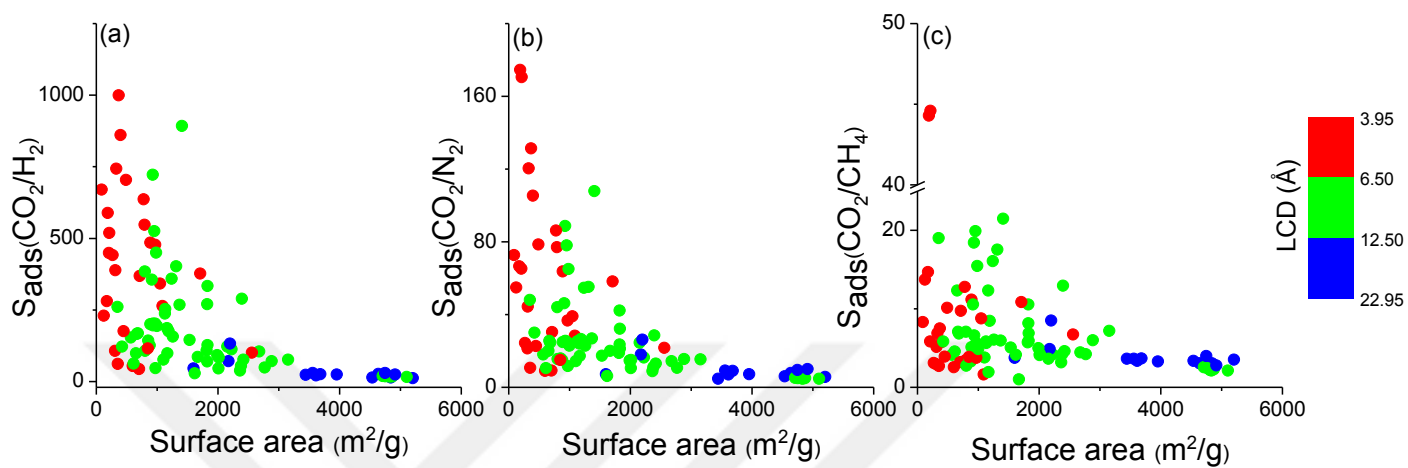 (a)
Sads(CO₂/H₂)
1000
500
0
0 2000 4000 6000
Surface area (m²/g)
(b)
Sads(CO₂/N₂)
160
80
0
0 2000 4000 6000
Surface area (m²/g)
(c)
Sads(CO₂/CH₄)
50
40
20
0
0 2000 4000 6000
Surface area (m²/g)
LCD (Å)
3.95
6.50
12.50
22.95